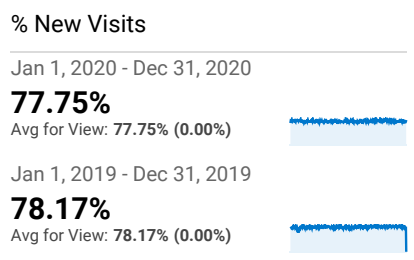 % New Visits
Jan 1, 2020 - Dec 31, 2020
77.75%
Avg for View: 77.75% (0.00%)
Jan 1, 2019 - Dec 31, 2019
78.17%
Avg for View: 78.17% (0.00%)